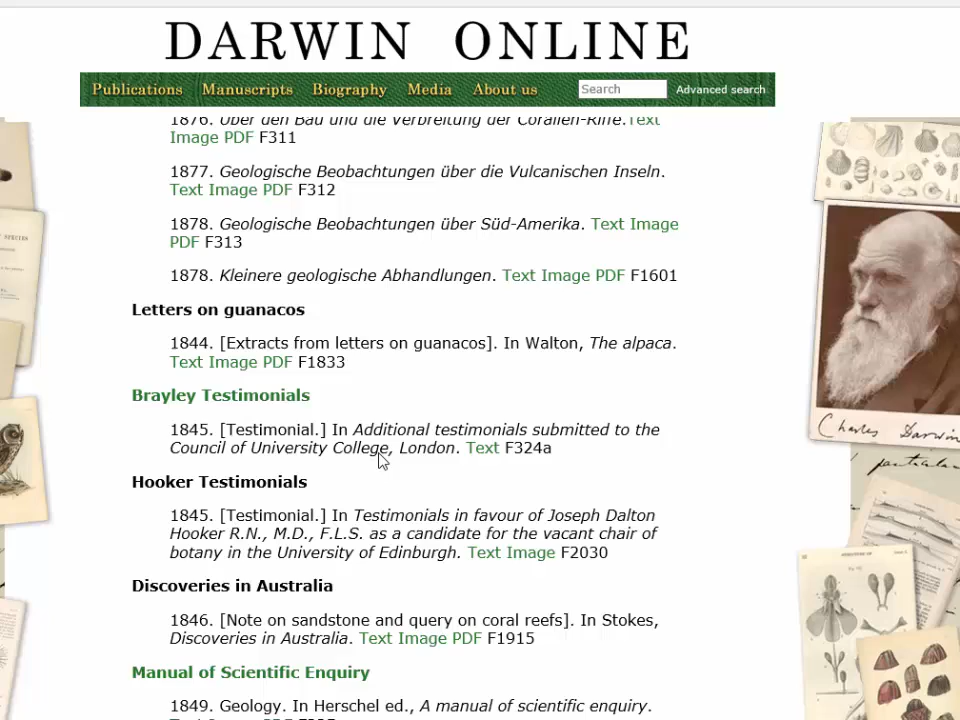 DARWIN ONLINE
Publications Manuscripts Biography Media About us Search Advanced search
1876. Über den Bau und die Verbreitung der Corallen-Riffe. Text
Image PDF F311
1877. Geologische Beobachtungen über die Vulcanischen Inseln.
Text Image PDF F312
1878. Geologische Beobachtungen über Süd-Amerika. Text Image
PDF F313
1878. Kleinere geologische Abhandlungen. Text Image PDF F1601
Letters on guanacos
1844. [Extracts from letters on guanacos]. In Walton, The alpaca.
Text Image PDF F1833
Brayley Testimonials
1845. [Testimonial.] In Additional testimonials submitted to the
Council of University College, London. Text F324a
Hooker Testimonials
1845. [Testimonial.] In Testimonials in favour of Joseph Dalton
Hooker R.N., M.D., F.L.S. as a candidate for the vacant chair of
botany in the University of Edinburgh. Text Image F2030
Discoveries in Australia
1846. [Note on sandstone and query on coral reefs]. In Stokes,
Discoveries in Australia. Text Image PDF F1915
Manual of Scientific Enquiry
1849. Geology. In Herschel ed., A manual of scientific enquiry.
SPECIES
Charles Darwin
particular